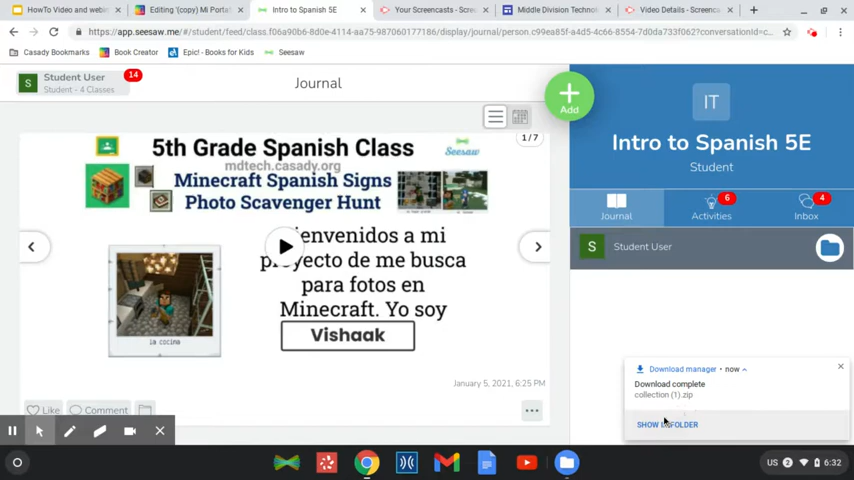 HowTo Video and webin
Editing '(copy) Mi Porta
Intro to Spanish 5E
Your Screencasts - Scree
Middle Division Technol
Video Details - Screenc
https://app.seesaw.me/#/student/feed/class.f06a90b6-8d0e-4114-aa75-987060177186/display/journal/person.c99ea85f-a4d5-4c66-8554-7d0da733f062?conversationId=c...
Casady Bookmarks
Book Creator
Epic! - Books for Kids
Seesaw
Student User
14
Student - 4 Classes
Journal
Add
IT
Intro to Spanish 5E
Student
Journal
Activities
6
Inbox
4
S
Student User
1/7
5th Grade Spanish Class
Seesaw
mdtech.casady.org
Minecraft Spanish Signs
Photo Scavenger Hunt
ienvenidos a mi
proyecto de me busca
para fotos en
Minecraft. Yo soy
Vishaak
la cocina
January 5, 2021, 6:25 PM
Like
Comment
Download manager • now
Download complete
collection (1).zip
SHOW IN FOLDER
US
2
6:32